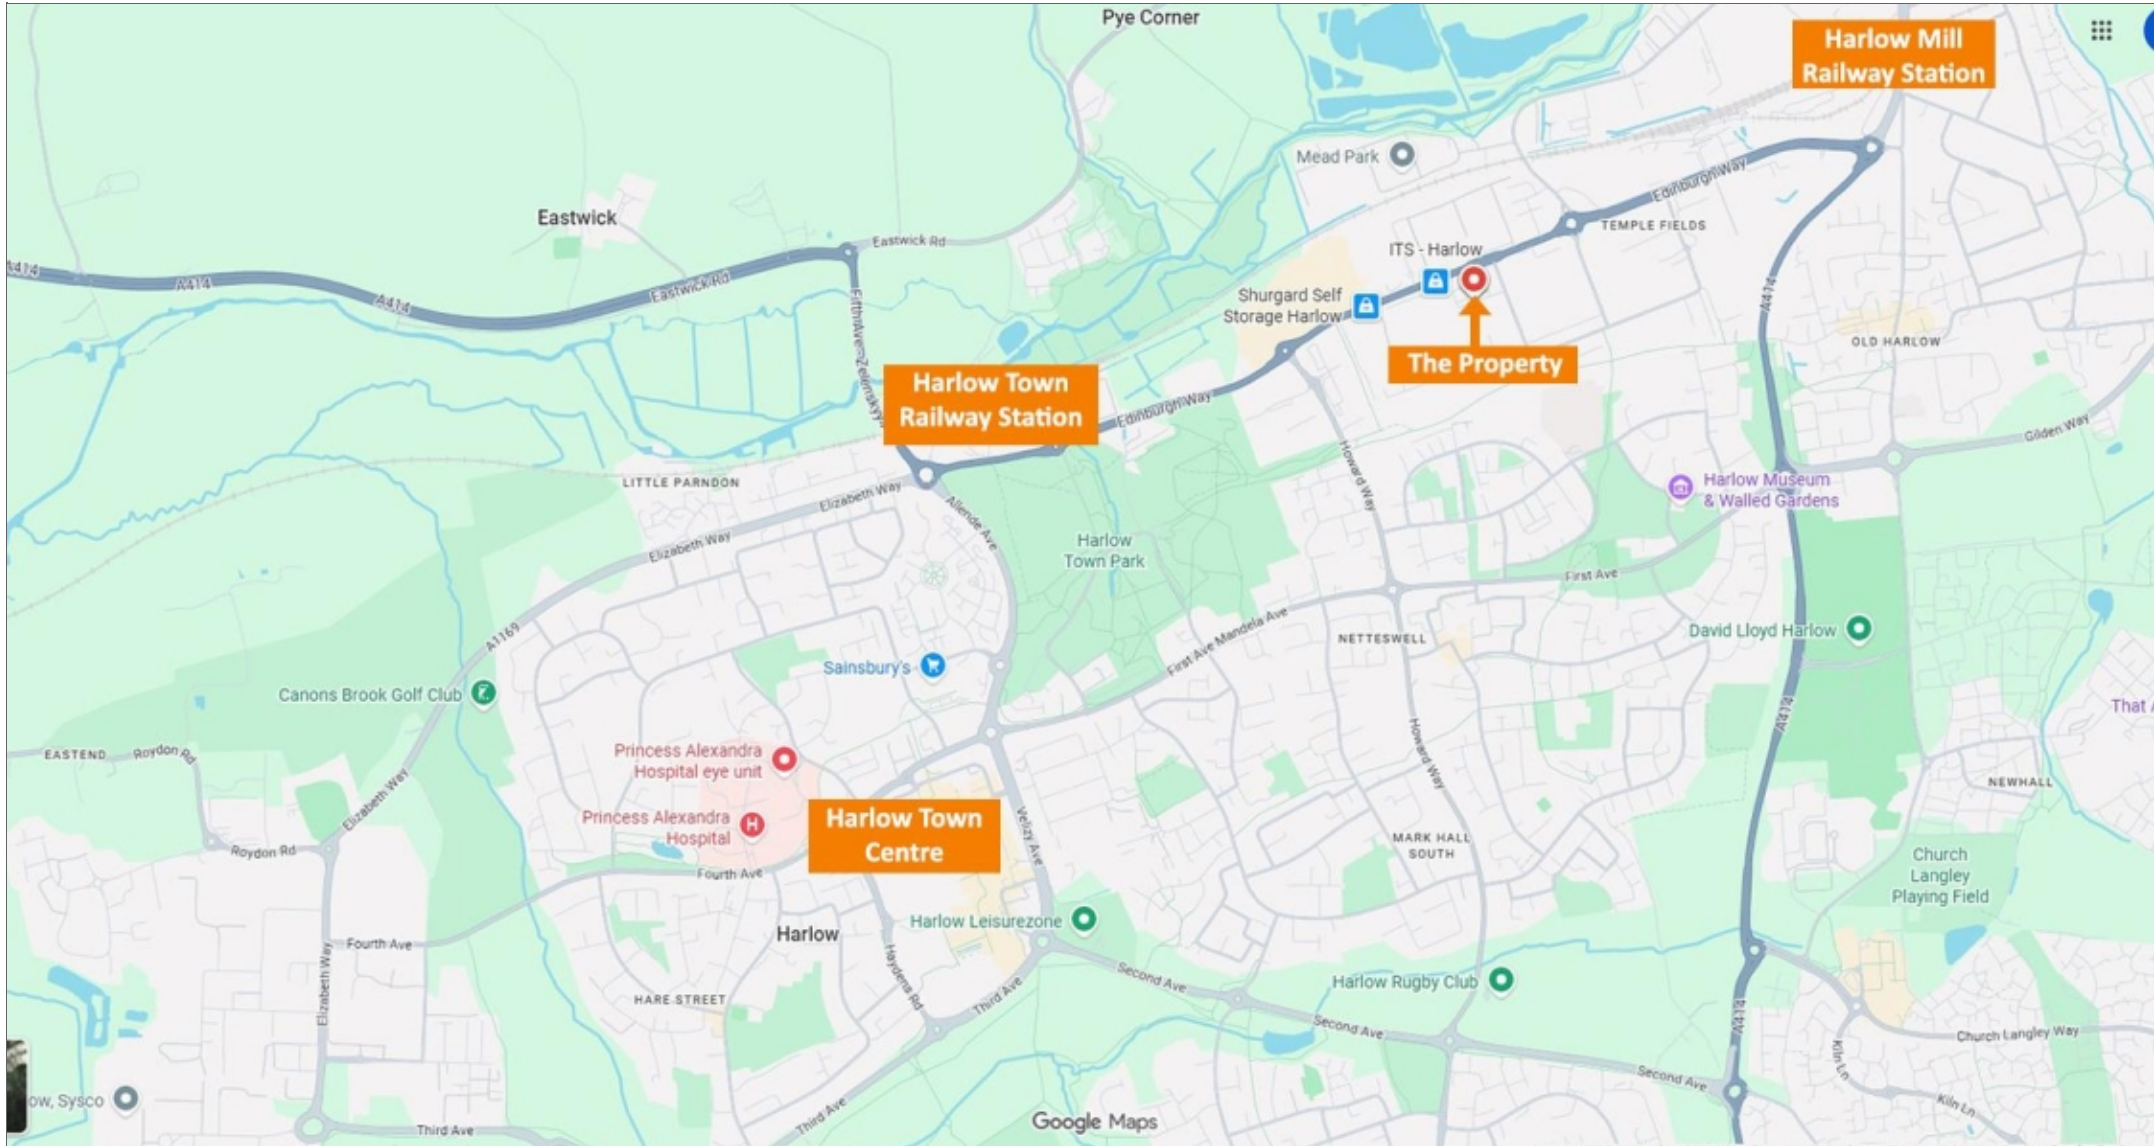 Pye Corner
Harlow Mill
Railway Station
Mead Park
Edinburgh Way
TEMPLE FIELDS
Eastwick
Eastwick Rd
ITS - Harlow
A414
A414
A414
Eastwick Rd
A414
Shurgard Self
Storage Harlow
OLD HARLOW
The Property
Harlow Town
Railway Station
Edinburgh Way
Gilden Way
Howard Way
LITTLE PARNDON
Elizabeth Way
Allende Ave
Harlow Museum
& Walled Gardens
Elizabeth Way
Harlow
Town Park
First Ave
A1169
First Ave Mandela Ave
NETTESWELL
David Lloyd Harlow
Sainsbury's
Canons Brook Golf Club
A414
That
EASTEND
Roydon Rd
Princess Alexandra
Hospital eye unit
Howard Way
NEWHALL
Elizabeth Way
Princess Alexandra
Hospital
Harlow Town
Centre
Velizy Ave
MARK HALL
SOUTH
Roydon Rd
Fourth Ave
Church
Langley
Playing Field
Harlow Leisurezone
Harlow
Fourth Ave
Haydens Rd
Second Ave
Harlow Rugby Club
Elizabeth Way
HARE STREET
Third Ave
Second Ave
A414
Church Langley Way
Kiln Ln
Second Ave
ow, Sysco
Third Ave
Third Ave
Google Maps
Kiln Ln